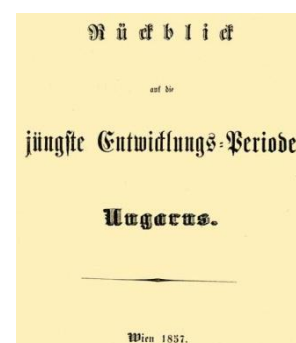 Rückblick
auf die
jüngste Entwicklungs-Periode
Ungarns.
Wien 1857.